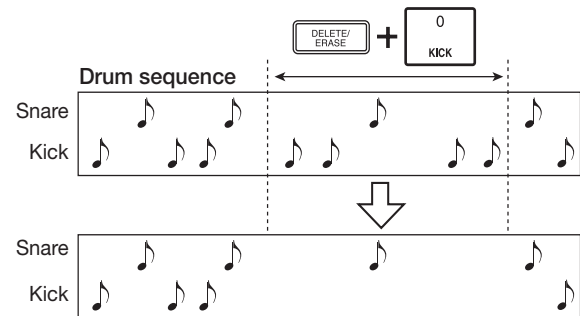 DELETE/
ERASE
+
0
KICK
Drum sequence
Snare
Kick
Snare
Kick